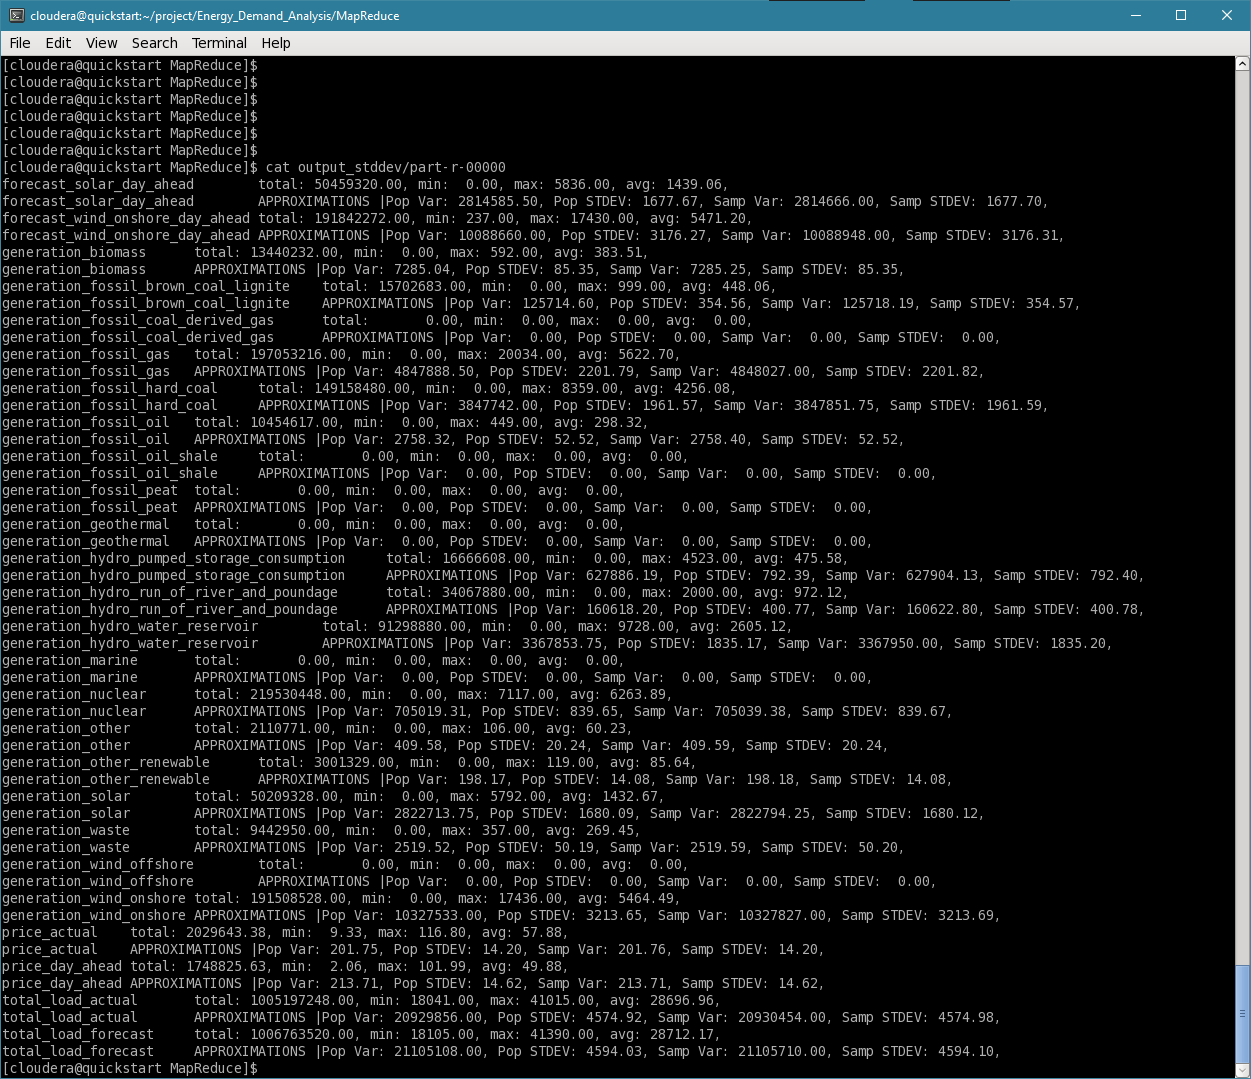 cloudera@quickstart:~/project/Energy_Demand_Analysis/MapReduce
File Edit View Search Terminal Help
[cloudera@quickstart MapReduce]$
[cloudera@quickstart MapReduce]$
[cloudera@quickstart MapReduce]$
[cloudera@quickstart MapReduce]$
[cloudera@quickstart MapReduce]$
[cloudera@quickstart MapReduce]$
[cloudera@quickstart MapReduce]$ cat output_stddev/part-r-00000
forecast_solar_day_ahead        total: 50459320.00, min:  0.00, max: 5836.00, avg: 1439.06,
forecast_solar_day_ahead        APPROXIMATIONS |Pop Var: 2814585.50, Pop STDEV: 1677.67, Samp Var: 2814666.00, Samp STDEV: 1677.70,
forecast_wind_onshore_day_ahead total: 191842272.00, min: 237.00, max: 17430.00, avg: 5471.20,
forecast_wind_onshore_day_ahead APPROXIMATIONS |Pop Var: 10088660.00, Pop STDEV: 3176.27, Samp Var: 10088948.00, Samp STDEV: 3176.31,
generation_biomass      total: 13440232.00, min:  0.00, max: 592.00, avg: 383.51,
generation_biomass      APPROXIMATIONS |Pop Var: 7285.04, Pop STDEV: 85.35, Samp Var: 7285.25, Samp STDEV: 85.35,
generation_fossil_brown_coal_lignite    total: 15702683.00, min:  0.00, max: 999.00, avg: 448.06,
generation_fossil_brown_coal_lignite    APPROXIMATIONS |Pop Var: 125714.60, Pop STDEV: 354.56, Samp Var: 125718.19, Samp STDEV: 354.57,
generation_fossil_coal_derived_gas      total:       0.00, min:  0.00, max:  0.00, avg:  0.00,
generation_fossil_coal_derived_gas      APPROXIMATIONS |Pop Var:  0.00, Pop STDEV:  0.00, Samp Var:  0.00, Samp STDEV:  0.00,
generation_fossil_gas   total: 197053216.00, min:  0.00, max: 20034.00, avg: 5622.70,
generation_fossil_gas   APPROXIMATIONS |Pop Var: 4847888.50, Pop STDEV: 2201.79, Samp Var: 4848027.00, Samp STDEV: 2201.82,
generation_fossil_hard_coal     total: 149158480.00, min:  0.00, max: 8359.00, avg: 4256.08,
generation_fossil_hard_coal     APPROXIMATIONS |Pop Var: 3847742.00, Pop STDEV: 1961.57, Samp Var: 3847851.75, Samp STDEV: 1961.59,
generation_fossil_oil   total: 10454617.00, min:  0.00, max: 449.00, avg: 298.32,
generation_fossil_oil   APPROXIMATIONS |Pop Var: 2758.32, Pop STDEV: 52.52, Samp Var: 2758.40, Samp STDEV: 52.52,
generation_fossil_oil_shale     total:       0.00, min:  0.00, max:  0.00, avg:  0.00,
generation_fossil_oil_shale     APPROXIMATIONS |Pop Var:  0.00, Pop STDEV:  0.00, Samp Var:  0.00, Samp STDEV:  0.00,
generation_fossil_peat  total:       0.00, min:  0.00, max:  0.00, avg:  0.00,
generation_fossil_peat  APPROXIMATIONS |Pop Var:  0.00, Pop STDEV:  0.00, Samp Var:  0.00, Samp STDEV:  0.00,
generation_geothermal   total:       0.00, min:  0.00, max:  0.00, avg:  0.00,
generation_geothermal   APPROXIMATIONS |Pop Var:  0.00, Pop STDEV:  0.00, Samp Var:  0.00, Samp STDEV:  0.00,
generation_hydro_pumped_storage_consumption     total: 16666608.00, min:  0.00, max: 4523.00, avg: 475.58,
generation_hydro_pumped_storage_consumption     APPROXIMATIONS |Pop Var: 627886.19, Pop STDEV: 792.39, Samp Var: 627904.13, Samp STDEV: 792.40,
generation_hydro_run_of_river_and_poundage      total: 34067880.00, min:  0.00, max: 2000.00, avg: 972.12,
generation_hydro_run_of_river_and_poundage      APPROXIMATIONS |Pop Var: 160618.20, Pop STDEV: 400.77, Samp Var: 160622.80, Samp STDEV: 400.78,
generation_hydro_water_reservoir        total: 91298880.00, min:  0.00, max: 9728.00, avg: 2605.12,
generation_hydro_water_reservoir        APPROXIMATIONS |Pop Var: 3367853.75, Pop STDEV: 1835.17, Samp Var: 3367950.00, Samp STDEV: 1835.20,
generation_marine       total:       0.00, min:  0.00, max:  0.00, avg:  0.00,
generation_marine       APPROXIMATIONS |Pop Var:  0.00, Pop STDEV:  0.00, Samp Var:  0.00, Samp STDEV:  0.00,
generation_nuclear      total: 219530448.00, min:  0.00, max: 7117.00, avg: 6263.89,
generation_nuclear      APPROXIMATIONS |Pop Var: 705019.31, Pop STDEV: 839.65, Samp Var: 705039.38, Samp STDEV: 839.67,
generation_other        total: 2110771.00, min:  0.00, max: 106.00, avg: 60.23,
generation_other        APPROXIMATIONS |Pop Var: 409.58, Pop STDEV: 20.24, Samp Var: 409.59, Samp STDEV: 20.24,
generation_other_renewable      total: 3001329.00, min:  0.00, max: 119.00, avg: 85.64,
generation_other_renewable      APPROXIMATIONS |Pop Var: 198.17, Pop STDEV: 14.08, Samp Var: 198.18, Samp STDEV: 14.08,
generation_solar        total: 50209328.00, min:  0.00, max: 5792.00, avg: 1432.67,
generation_solar        APPROXIMATIONS |Pop Var: 2822713.75, Pop STDEV: 1680.09, Samp Var: 2822794.25, Samp STDEV: 1680.12,
generation_waste        total: 9442950.00, min:  0.00, max: 357.00, avg: 269.45,
generation_waste        APPROXIMATIONS |Pop Var: 2519.52, Pop STDEV: 50.19, Samp Var: 2519.59, Samp STDEV: 50.20,
generation_wind_offshore        total:       0.00, min:  0.00, max:  0.00, avg:  0.00,
generation_wind_offshore        APPROXIMATIONS |Pop Var:  0.00, Pop STDEV:  0.00, Samp Var:  0.00, Samp STDEV:  0.00,
generation_wind_onshore total: 191508528.00, min:  0.00, max: 17436.00, avg: 5464.49,
generation_wind_onshore APPROXIMATIONS |Pop Var: 10327533.00, Pop STDEV: 3213.65, Samp Var: 10327827.00, Samp STDEV: 3213.69,
price_actual    total: 2029643.38, min:  9.33, max: 116.80, avg: 57.88,
price_actual    APPROXIMATIONS |Pop Var: 201.75, Pop STDEV: 14.20, Samp Var: 201.76, Samp STDEV: 14.20,
price_day_ahead total: 1748825.63, min:  2.06, max: 101.99, avg: 49.88,
price_day_ahead APPROXIMATIONS |Pop Var: 213.71, Pop STDEV: 14.62, Samp Var: 213.71, Samp STDEV: 14.62,
total_load_actual       total: 1005197248.00, min: 18041.00, max: 41015.00, avg: 28696.96,
total_load_actual       APPROXIMATIONS |Pop Var: 20929856.00, Pop STDEV: 4574.92, Samp Var: 20930454.00, Samp STDEV: 4574.98,
total_load_forecast     total: 1006763520.00, min: 18105.00, max: 41390.00, avg: 28712.17,
total_load_forecast     APPROXIMATIONS |Pop Var: 21105108.00, Pop STDEV: 4594.03, Samp Var: 21105710.00, Samp STDEV: 4594.10,
[cloudera@quickstart MapReduce]$